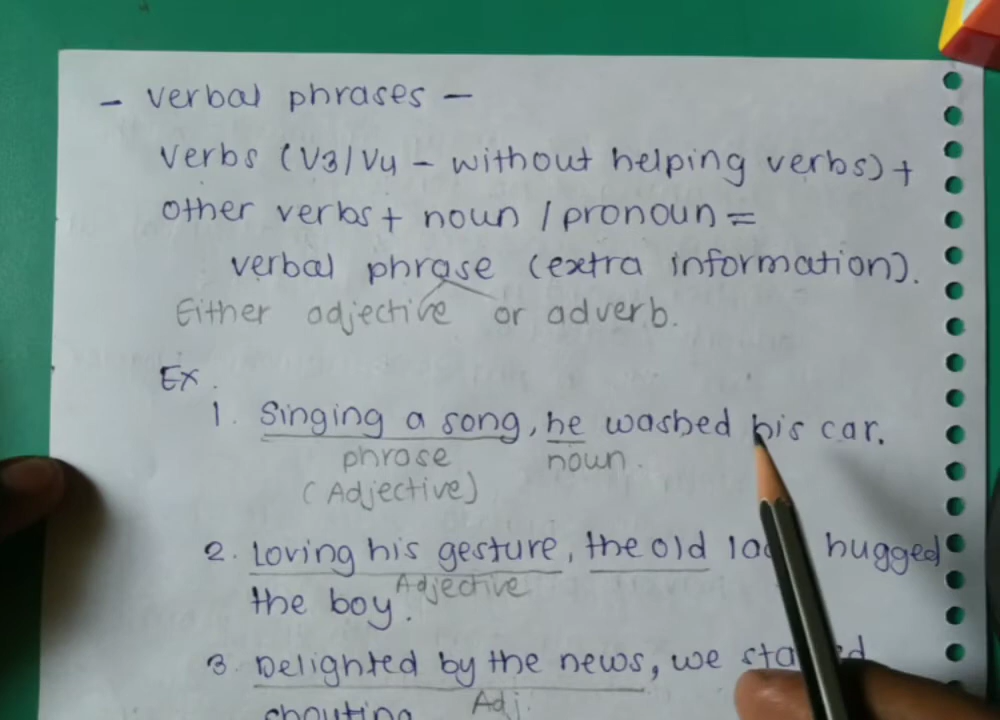 - verbal phrases -
verbs (V3/V4 - without helping verbs) +
other verbs + noun / pronoun =
verbal phrase (extra information).
Either adjective or adverb.
Ex.
1. Singing a song, he washed his car.
phrase noun.
(Adjective)
2. Loving his gesture, the old hugged
Adjective
the boy.
3. Delighted by the news, we
Adj.
shouting